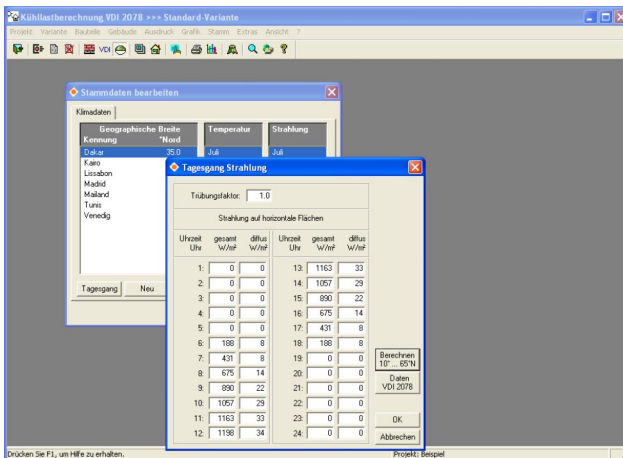 Kühllastberechnung VDI 2078 >>> Standard-Variante
Projekt Variante Bauteile Gebäude Ausdruck Grafik Stamm Extras Ansicht ?
VDI
Stammdaten bearbeiten
Klimadaten
Geographische Breite
Kennung °Nord
Temperatur
Strahlung
Dakar 35.0 Juli Juli
Kairo
Lissabon
Madrid
Mailand
Tunis
Venedig
Tagesgang Neu
Tagesgang Strahlung
Trübungsfaktor: 1.0
Strahlung auf horizontale Flächen
Uhrzeit gesamt diffus Uhrzeit gesamt diffus
Uhr W/m² W/m² Uhr W/m² W/m²
1: 0 0 13: 1163 33
2: 0 0 14: 1057 29
3: 0 0 15: 890 22
4: 0 0 16: 675 14
5: 0 0 17: 431 8
6: 188 8 18: 188 8
7: 431 8 19: 0 0
8: 675 14 20: 0 0
9: 890 22 21: 0 0
10: 1057 29 22: 0 0
11: 1163 33 23: 0 0
12: 1198 34 24: 0 0
Berechnen
10° ... 65°N
Daten
VDI 2078
OK
Abbrechen
Drücken Sie F1, um Hilfe zu erhalten.
Projekt: Beispiel